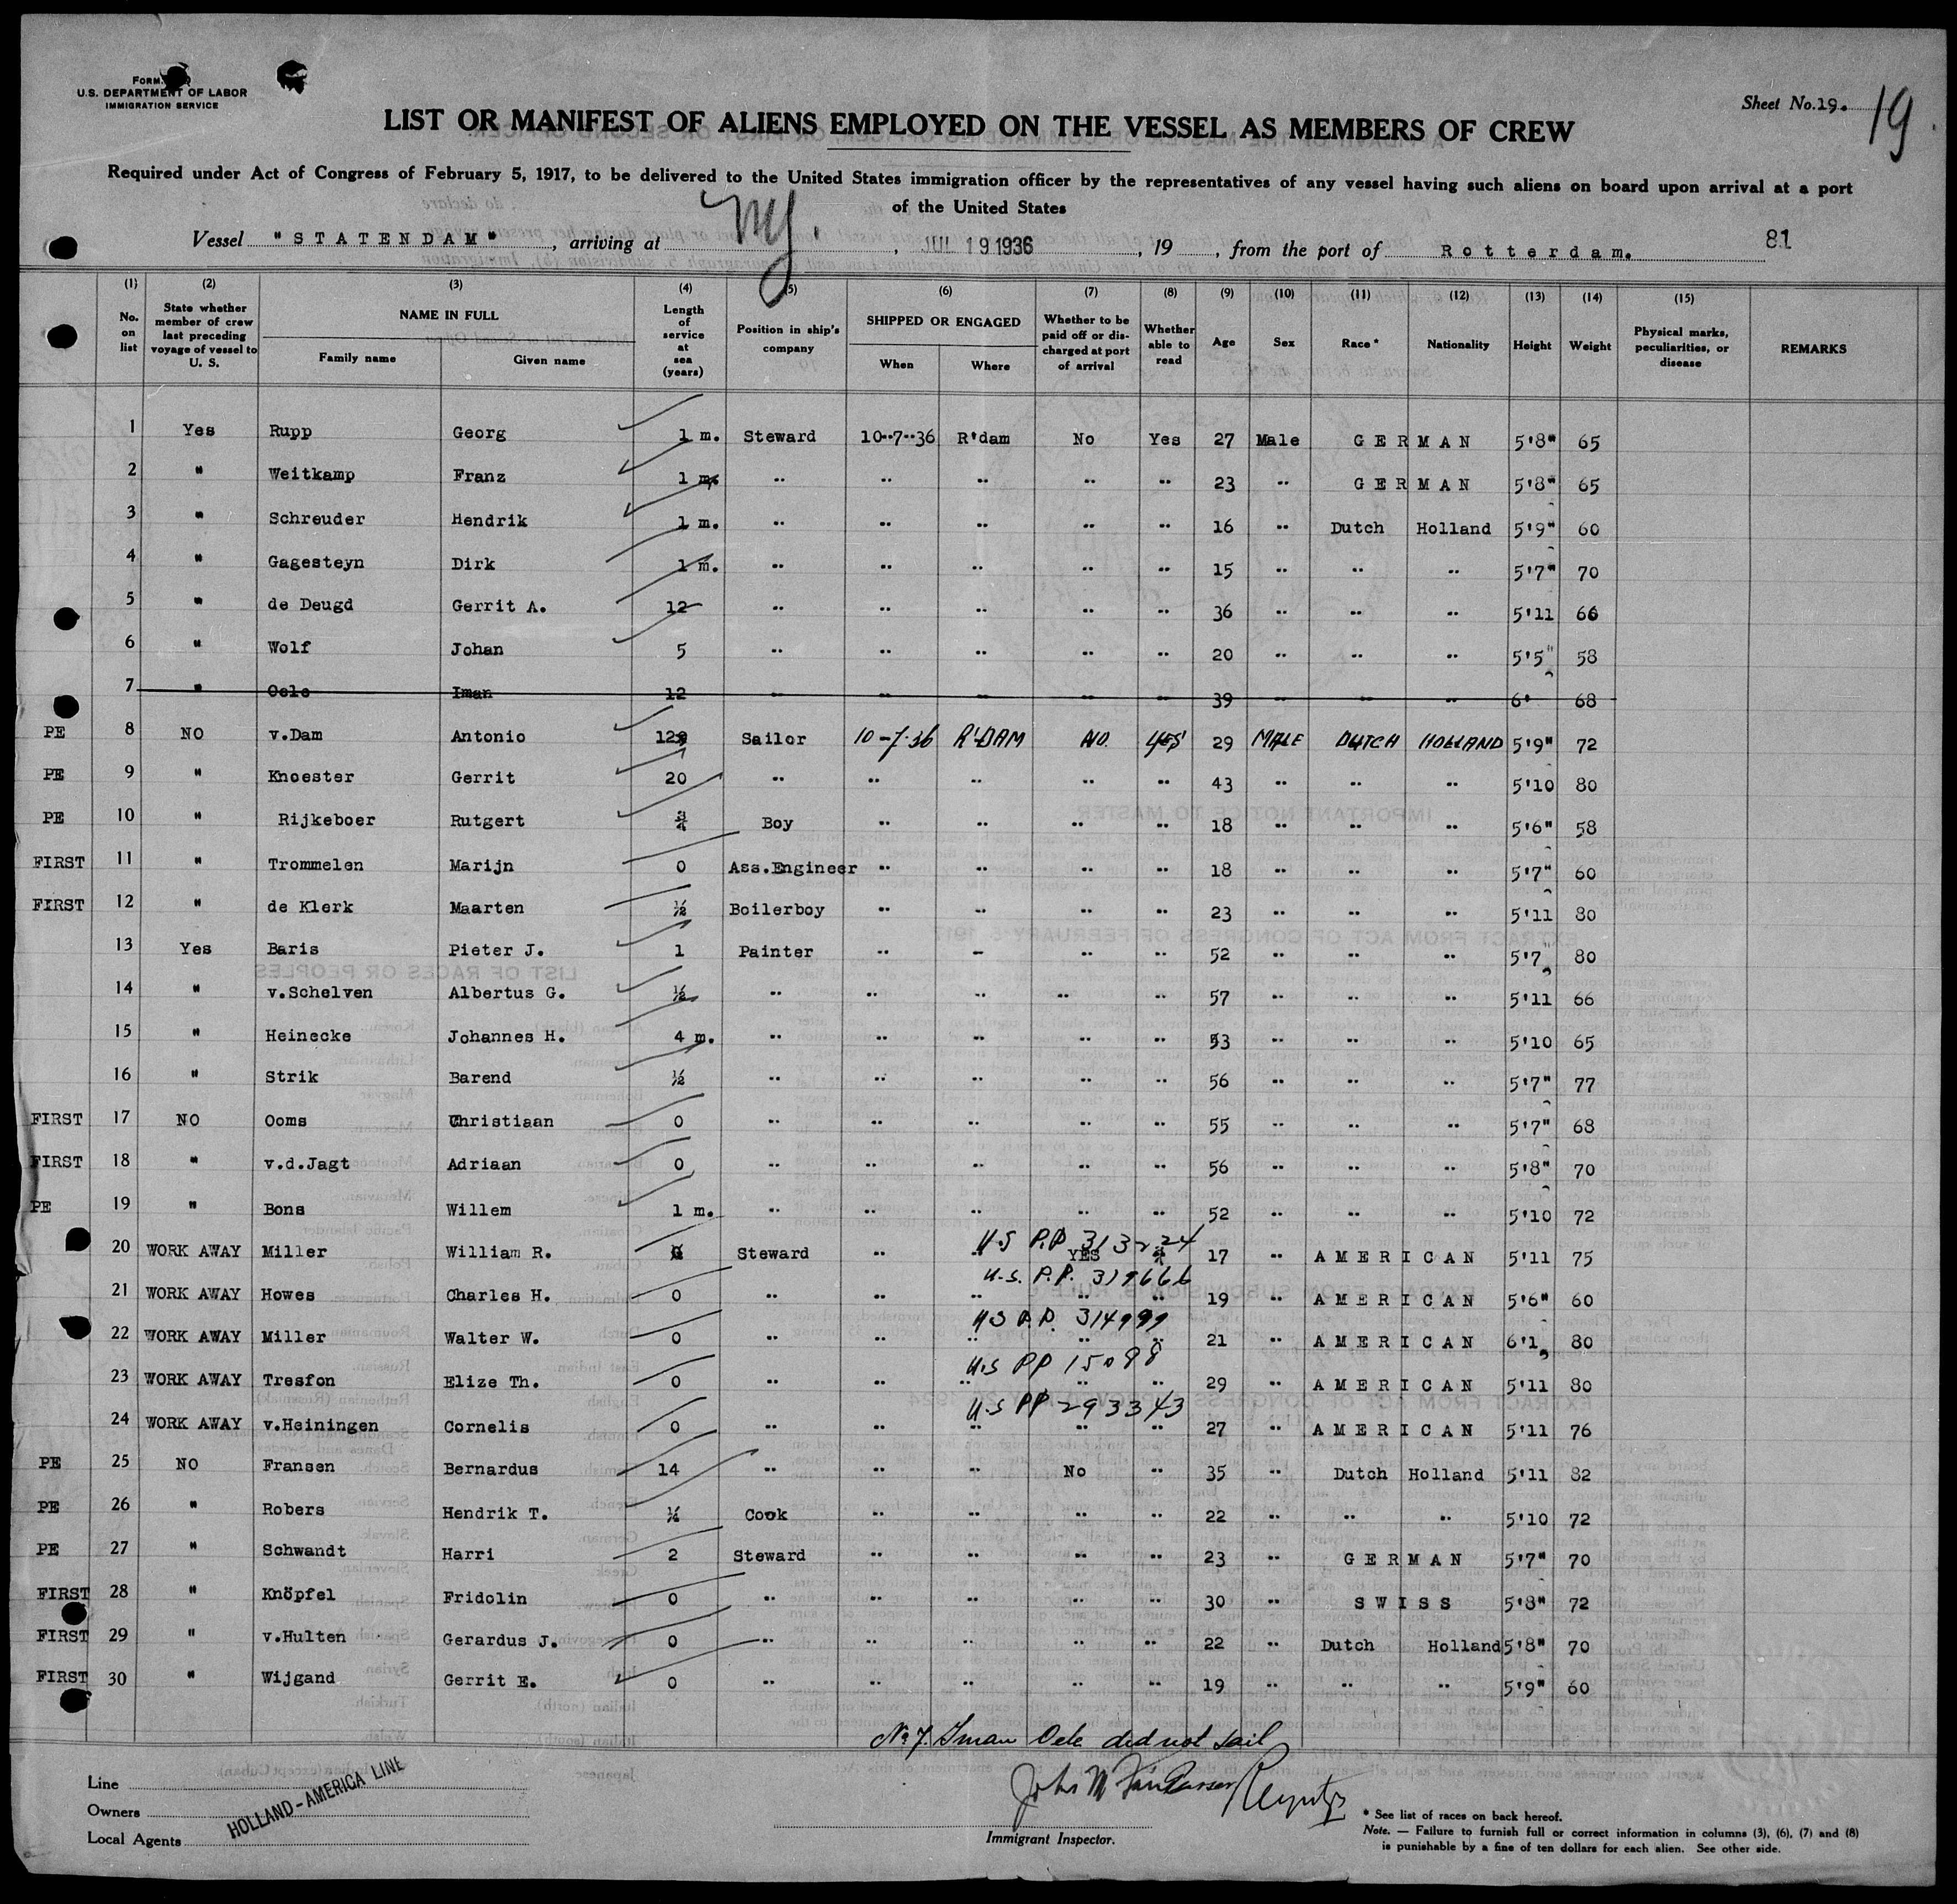 FORM
U.S. DEPARTMENT OF LABOR
IMMIGRATION SERVICE
Sheet No. 19. 19
LIST OR MANIFEST OF ALIENS EMPLOYED ON THE VESSEL AS MEMBERS OF CREW
Required under Act of Congress of February 5, 1917, to be delivered to the United States immigration officer by the representatives of any vessel having such aliens on board upon arrival at a port
of the United States
Vessel "STATENDAM", arriving at NY., JUL 19 1936, 19 , from the port of Rotterdam. 81
(1) (2) (3) (4) (5) (6) (7) (8) (9) (10) (11) (12) (13) (14) (15)
No. on list State whether member of crew last preceding voyage of vessel to U. S. NAME IN FULL Family name Given name Length of service at sea (years) Position in ship's company SHIPPED OR ENGAGED When Where Whether to be paid off or discharged at port of arrival Whether able to read Age Sex Race* Nationality Height Weight Physical marks, peculiarities, or disease REMARKS
1 Yes Rupp Georg 1 m. Steward 10-7-36 R'dam No Yes 27 Male GERMAN 5'8" 65
2 " Weitkamp Franz 1 m. " " " " " 23 " GERMAN 5'8" 65
3 " Schreuder Hendrik 1 m. " " " " " 16 " Dutch Holland 5'9" 60
4 " Gagesteyn Dirk 1 m. " " " " " 15 " " " 5'7" 70
5 " de Deugd Gerrit A. 12 " " " " " 36 " " " 5'11 66
6 " Wolf Johan 5 " " " " " 20 " " " 5'5" 58
7 " Oele Iman 12 " " " " " 39 " " " 6' 68
PE 8 NO v.Dam Antonio 12 Sailor 10-7-36 R'DAM NO. YES 29 MALE DUTCH HOLLAND 5'9" 72
PE 9 " Knoester Gerrit 20 " " " " " 43 " " " 5'10 80
PE 10 " Rijkeboer Rutgert ¾ Boy " " " " 18 " " " 5'6" 58
FIRST 11 " Trommelen Marijn 0 Ass.Engineer " " " " 18 " " " 5'7" 60
FIRST 12 " de Klerk Maarten ½ Boilerboy " " " " 23 " " " 5'11 80
13 Yes Baris Pieter J. 1 Painter " " " " 52 " " " 5'7 80
14 " v.Schelven Albertus G. ½ " " " " " 57 " " " 5'11 66
15 " Heinecke Johannes H. 4 m. " " " " " 53 " " " 5'10 65
16 " Strik Barend ½ " " " " " 56 " " " 5'7" 77
FIRST 17 NO Ooms Christiaan 0 " " " " " 55 " " " 5'7" 68
FIRST 18 " v.d.Jagt Adriaan 0 " " " " " 56 " " " 5'8" 70
PE 19 " Bons Willem 1 m. " " " " " 52 " " " 5'10 72
U.S P.P 313224
20 WORK AWAY Miller William R. Steward " " YES " 17 " AMERICAN 5'11 75
U.S. P.P. 319666
21 WORK AWAY Howes Charles H. 0 " " " " " 19 " AMERICAN 5'6" 60
US P.P. 314999
22 WORK AWAY Miller Walter W. 0 " " " " " 21 " AMERICAN 6'1 80
U.S PP 15098
23 WORK AWAY Tresfon Elize Th. 0 " " " " " 29 " AMERICAN 5'11 80
U.S PP 293343
24 WORK AWAY v.Heiningen Cornelis 0 " " " " " 27 " AMERICAN 5'11 76
PE 25 NO Fransen Bernardus 14 " " " No " 35 " Dutch Holland 5'11 82
PE 26 " Robers Hendrik T. Cook " " " " 22 " " " 5'10 72
PE 27 " Schwandt Harri 2 Steward " " " " 23 " GERMAN 5'7" 70
FIRST 28 " Knöpfel Fridolin 0 " " " " " 30 " SWISS 5'8" 72
FIRST 29 " v.Hulten Gerardus J. 0 " " " " " 22 " Dutch Holland 5'8" 70
FIRST 30 " Wijgand Gerrit E. 0 " " " " " 19 " " " 5'9" 60
No 7. Iman Oele did not sail
Line
Owners
Local Agents
HOLLAND-AMERICA LINE
Immigrant Inspector.
* See list of races on back hereof.
Note. — Failure to furnish full or correct information in columns (3), (6), (7) and (8)
is punishable by a fine of ten dollars for each alien. See other side.